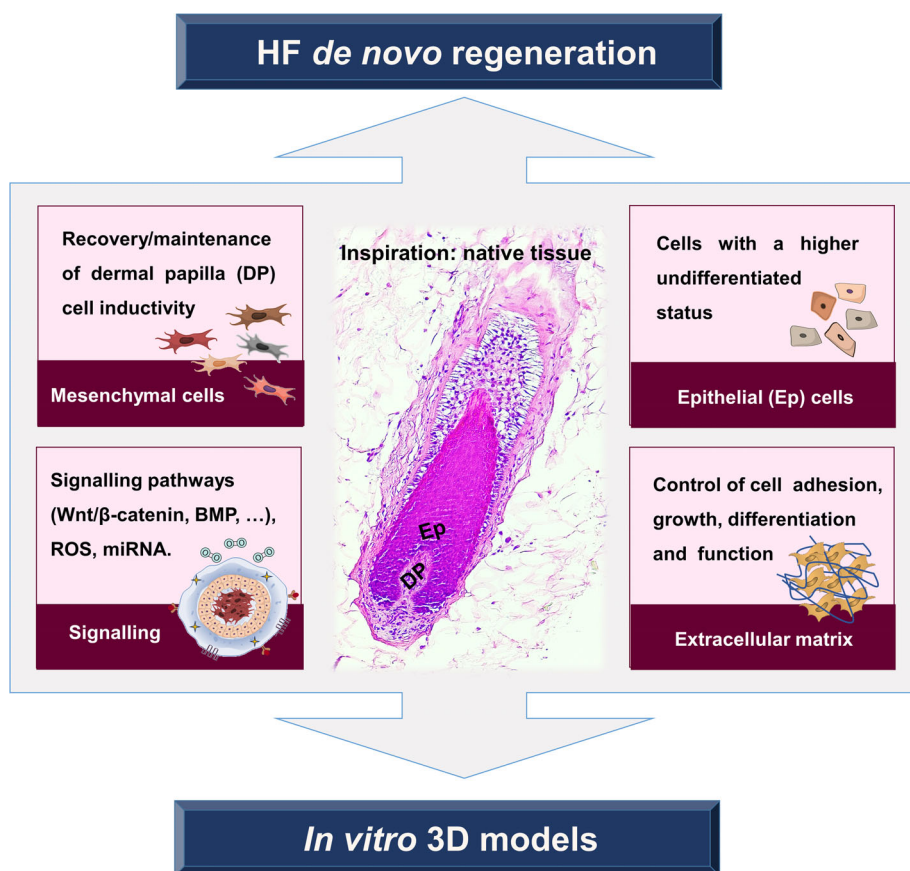 HF de novo regeneration
Recovery/maintenance
of dermal papilla (DP)
cell inductivity
Mesenchymal cells
Inspiration: native tissue
Ep
DP
Cells with a higher
undifferentiated
status
Epithelial (Ep) cells
Signalling pathways
(Wnt/β-catenin, BMP, …),
ROS, miRNA.
Signalling
Control of cell adhesion,
growth, differentiation
and function
Extracellular matrix
In vitro 3D models